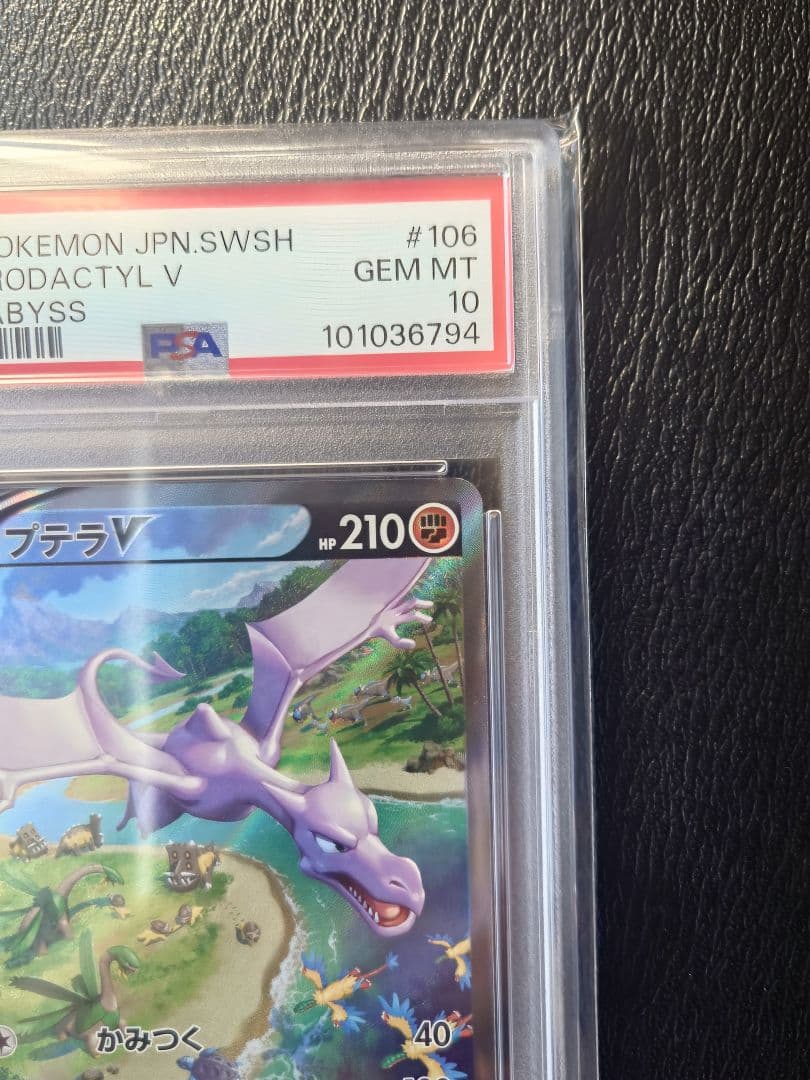 OKEMON JPN.SWSH #106
RODACTYL V GEM MT
ABYSS 10
PSA 101036794
プテラV HP 210
かみつく 40